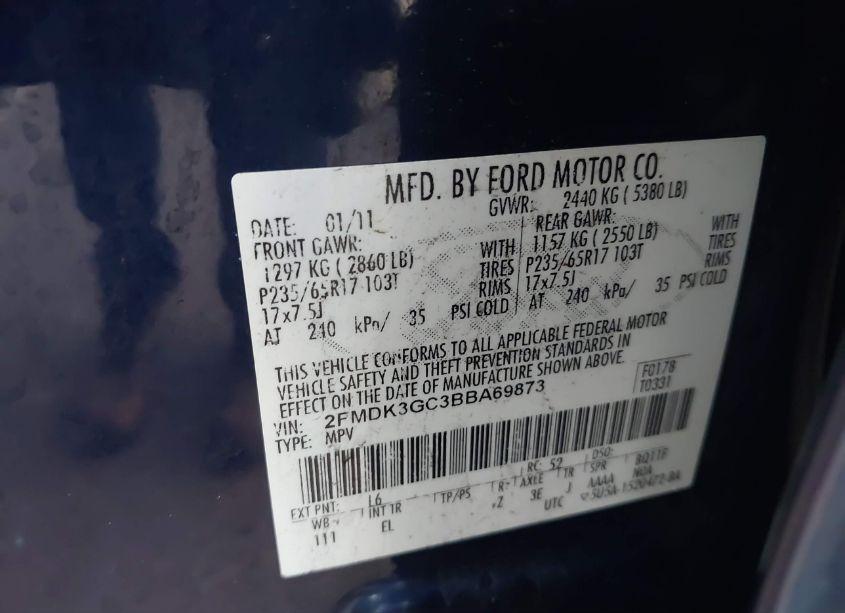 MFD. BY FORD MOTOR CO.
DATE: 01/11
GVWR: 2440 KG ( 5380 LB)
FRONT GAWR:
1297 KG ( 2860 LB) WITH
P235/65R17 103T TIRES
17x7.5J RIMS
AT 240 kPa/ 35 PSI COLD
REAR GAWR:
1157 KG ( 2550 LB) WITH
P235/65R17 103T TIRES
17x7.5J RIMS
AT 240 kPa/ 35 PSI COLD
THIS VEHICLE CONFORMS TO ALL APPLICABLE FEDERAL MOTOR
VEHICLE SAFETY AND THEFT PREVENTION STANDARDS IN
EFFECT ON THE DATE OF MANUFACTURE SHOWN ABOVE.
VIN: 2FMDK3GC3BBA69873
TYPE: MPV
F0178
T0331
EXT PNT: L6 RC: 52 DSO:
WB INT TR TP/PS R AXLE TR SPR
111 EL 3E J AAAA
UTC